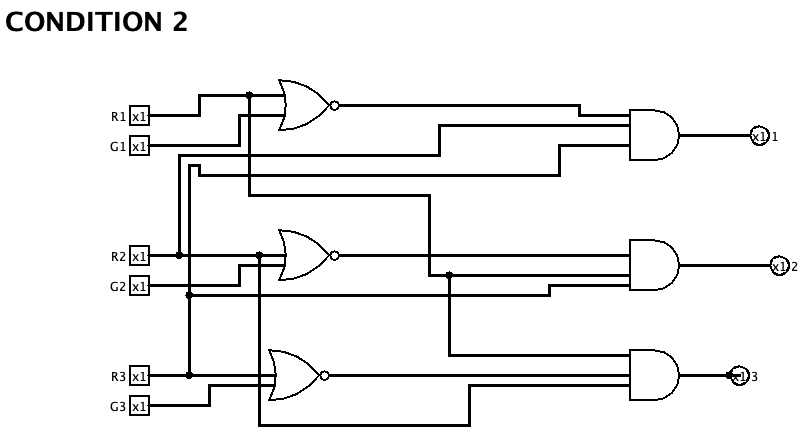 CONDITION 2
R1 x1
G1 x1
x1 1
R2 x1
G2 x1
x1 2
R3 x1
G3 x1
x1 3